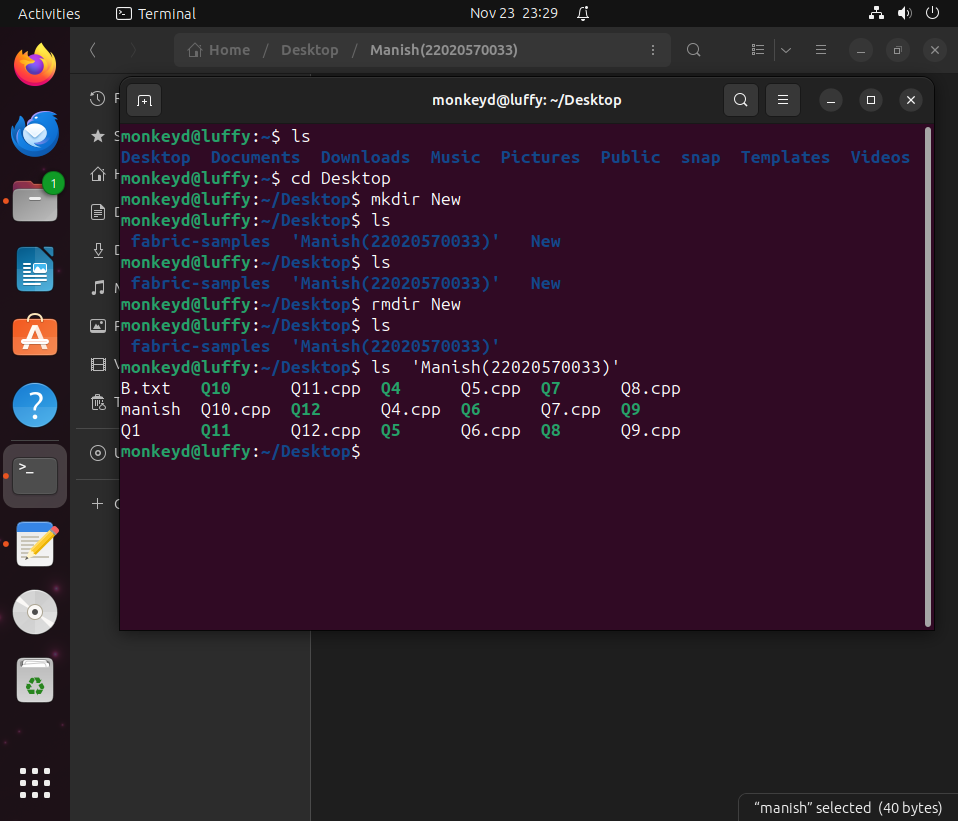 Activities Terminal Nov 23 23:29
Home / Desktop / Manish(22020570033)
monkeyd@luffy: ~/Desktop
1
monkeyd@luffy:~$ ls
Desktop Documents Downloads Music Pictures Public snap Templates Videos
monkeyd@luffy:~$ cd Desktop
monkeyd@luffy:~/Desktop$ mkdir New
monkeyd@luffy:~/Desktop$ ls
fabric-samples 'Manish(22020570033)' New
monkeyd@luffy:~/Desktop$ ls
fabric-samples 'Manish(22020570033)' New
monkeyd@luffy:~/Desktop$ rmdir New
monkeyd@luffy:~/Desktop$ ls
fabric-samples 'Manish(22020570033)'
monkeyd@luffy:~/Desktop$ ls 'Manish(22020570033)'
B.txt Q10 Q11.cpp Q4 Q5.cpp Q7 Q8.cpp
manish Q10.cpp Q12 Q4.cpp Q6 Q7.cpp Q9
Q1 Q11 Q12.cpp Q5 Q6.cpp Q8 Q9.cpp
monkeyd@luffy:~/Desktop$
"manish" selected (40 bytes)